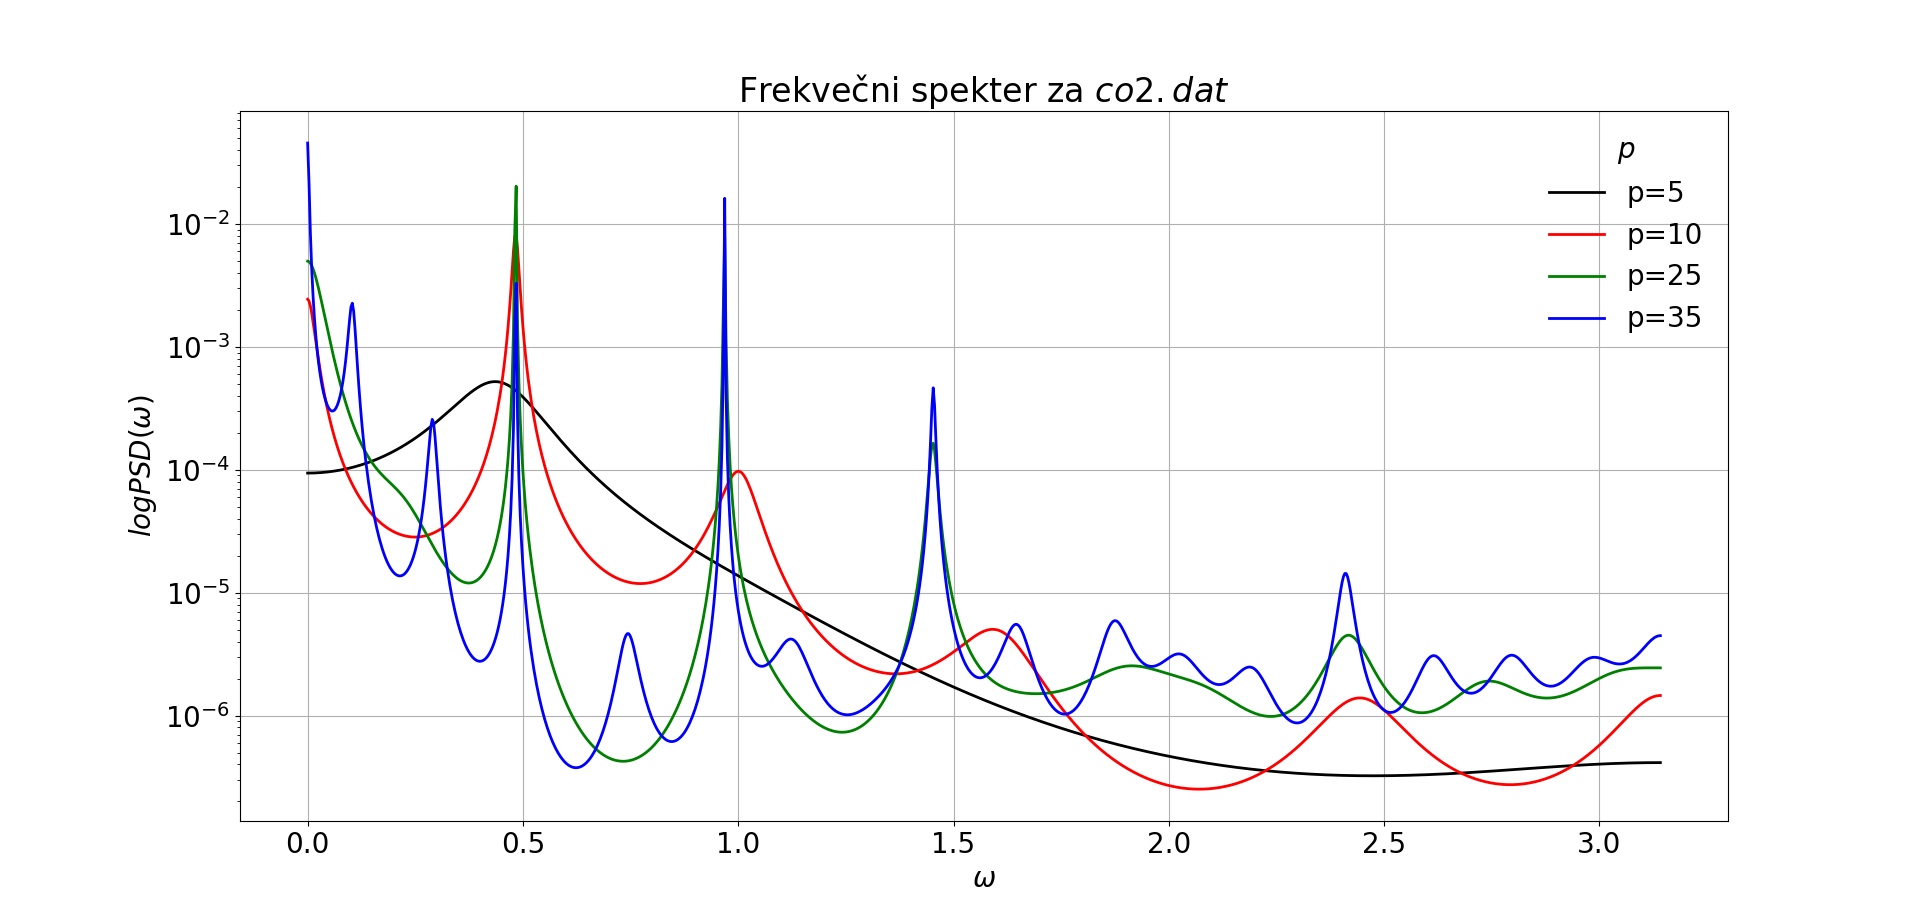 Frekvečni spekter za co2.dat
logPSD(ω)
10⁻²
10⁻³
10⁻⁴
10⁻⁵
10⁻⁶
p
p=5
p=10
p=25
p=35
0.0 0.5 1.0 1.5 2.0 2.5 3.0
ω